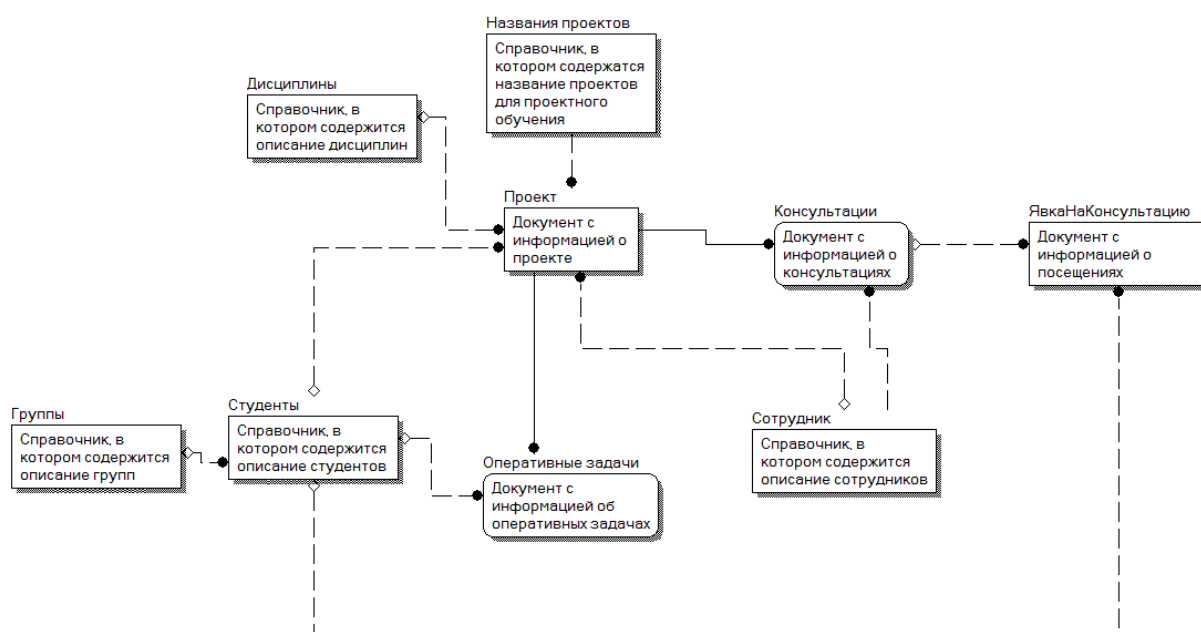 Названия проектов
Справочник, в
котором содержатся
название проектов
для проектного
обучения
Дисциплины
Справочник, в
котором содержится
описание дисциплин
Проект
Документ с
информацией о
проекте
Консультации
Документ с
информацией о
консультациях
ЯвкаНаКонсультацию
Документ с
информацией о
посещениях
Группы
Справочник, в
котором содержится
описание групп
Студенты
Справочник, в
котором содержится
описание студентов
Оперативные задачи
Документ с
информацией об
оперативных задачах
Сотрудник
Справочник, в
котором содержится
описание сотрудников